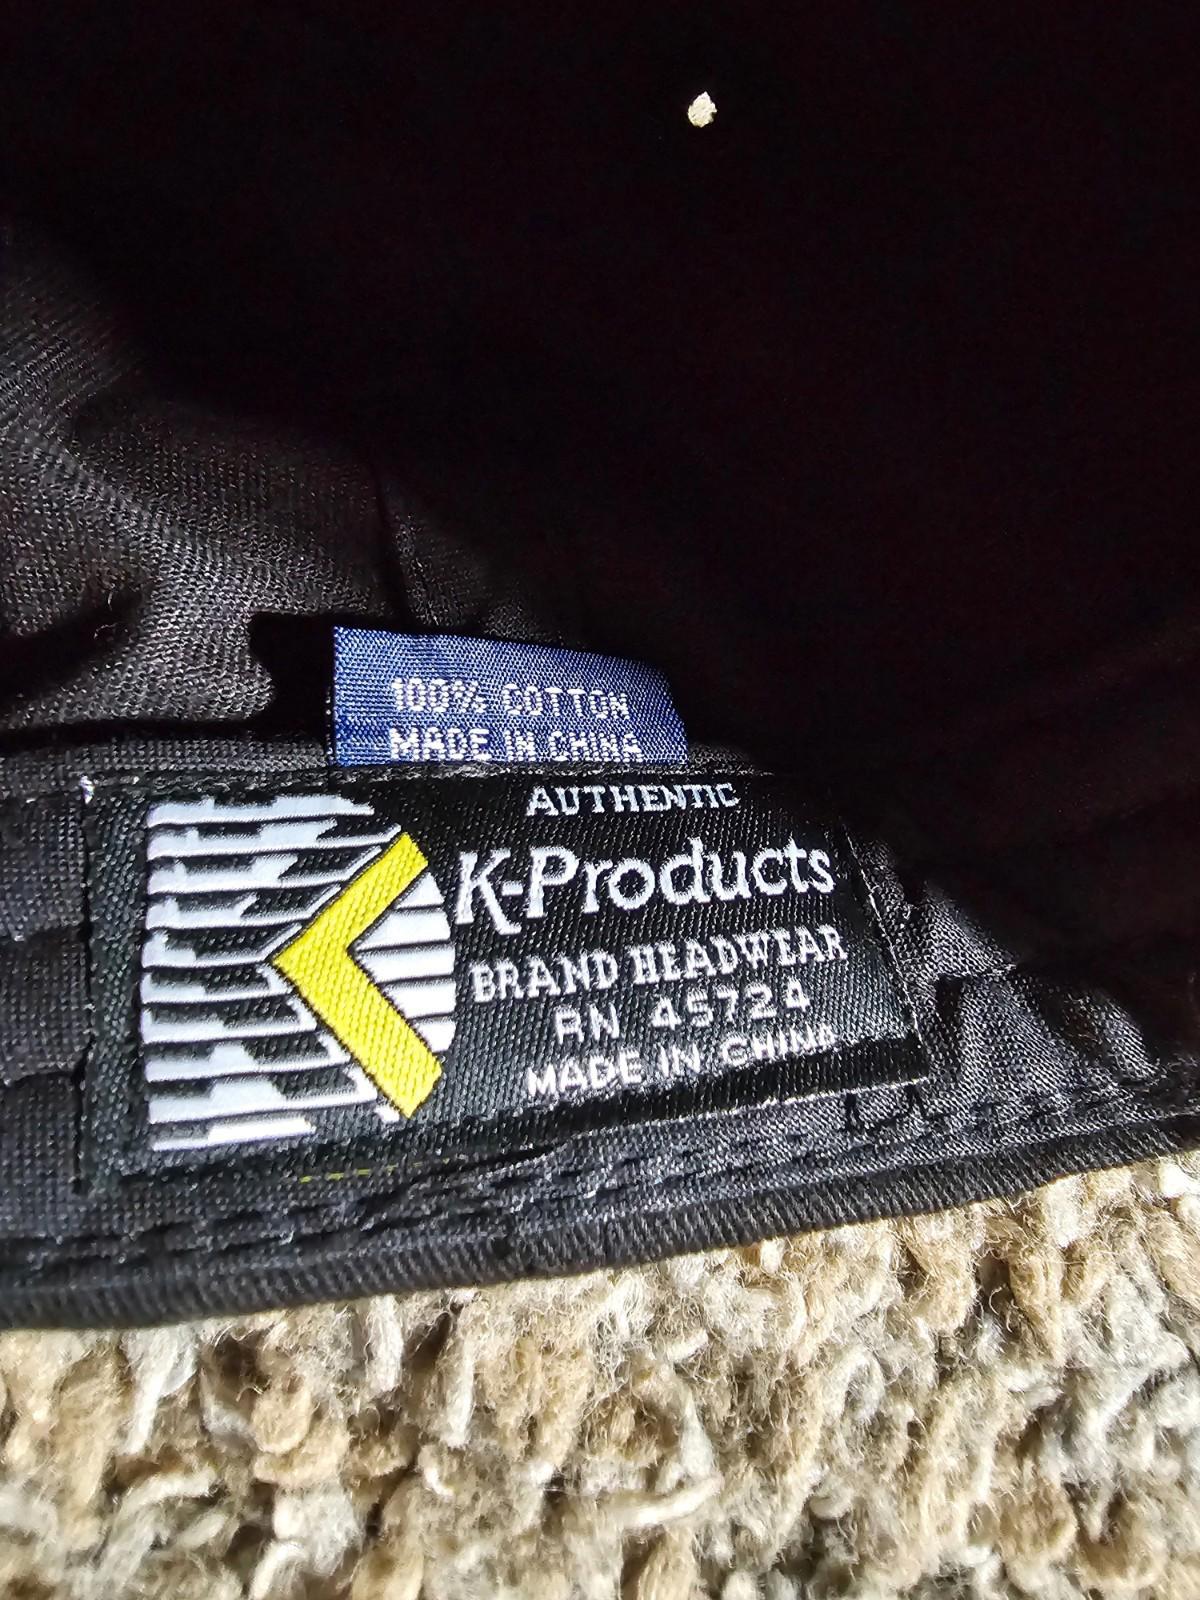 100% COTTON
MADE IN CHINA
AUTHENTIC
K-Products
BRAND HEADWEAR
RN 45724
MADE IN CHINA